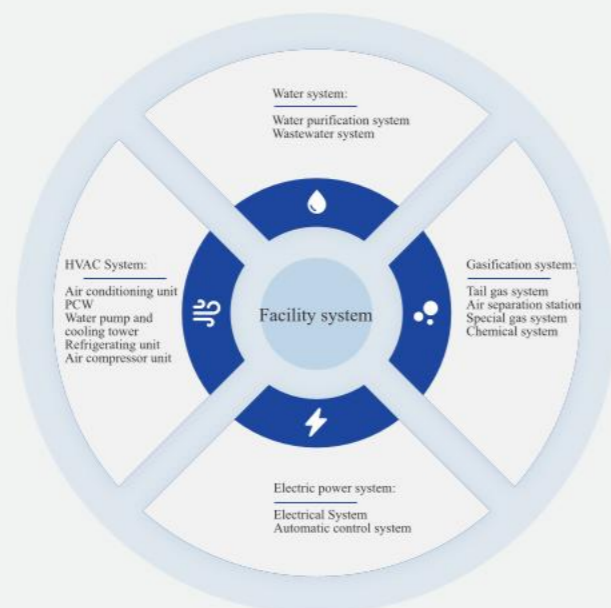 Water system:
Water purification system
Wastewater system
HVAC System:
Air conditioning unit
PCW
Water pump and
cooling tower
Refrigerating unit
Air compressor unit
Facility system
Gasification system:
Tail gas system
Air separation station
Special gas system
Chemical system
Electric power system:
Electrical System
Automatic control system